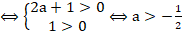 ⇔ { 2a + 1 > 0
1 > 0 ⇔ a > −1/2